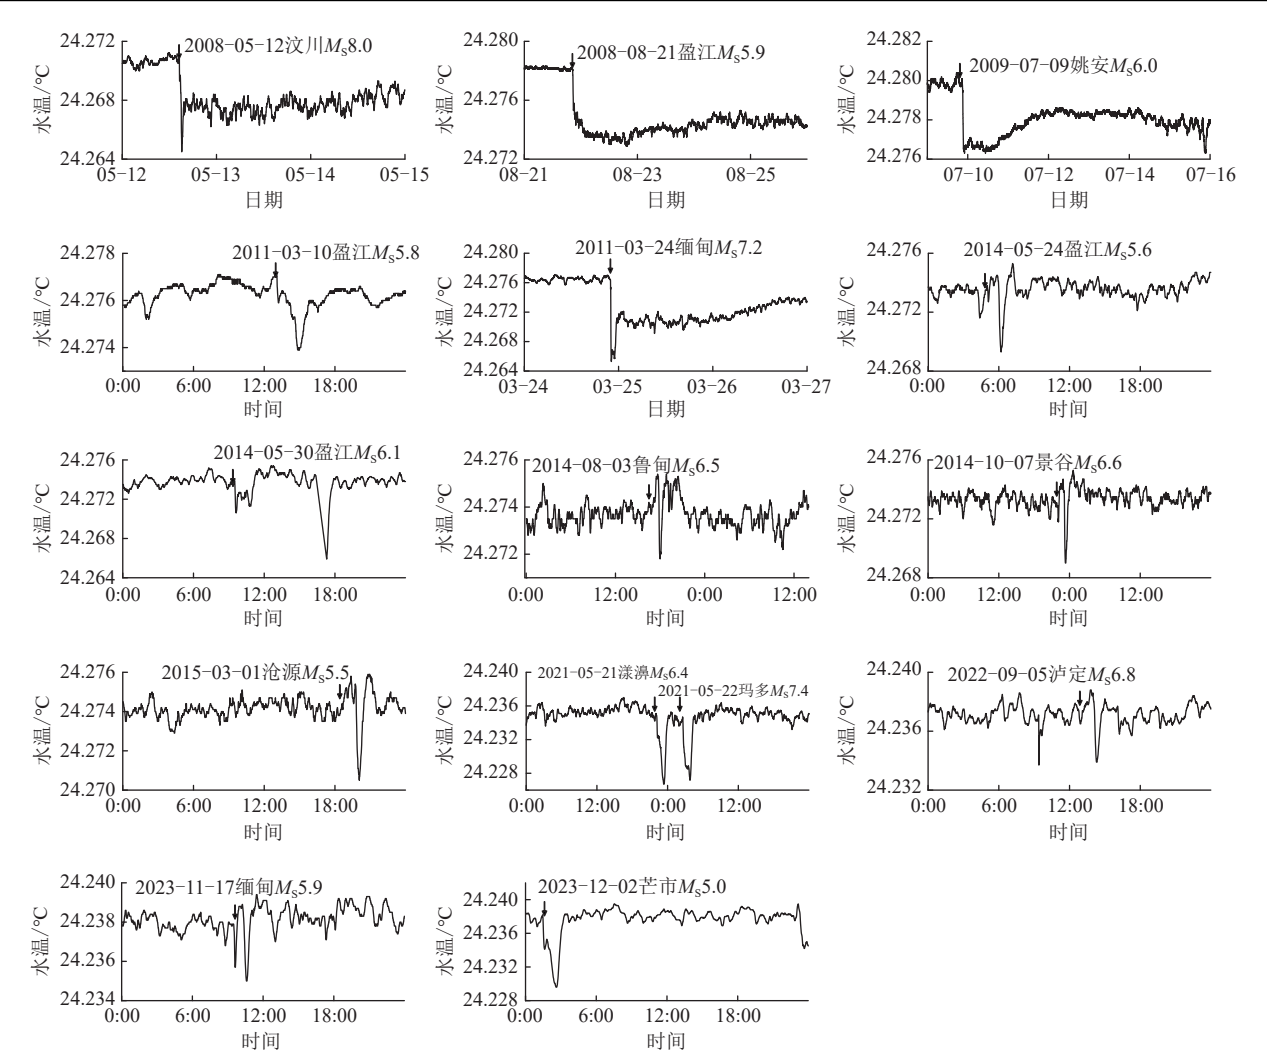 2008-05-12汶川MS8.0
水温/℃
24.272
24.268
24.264
05-12 05-13 05-14 05-15
日期
2008-08-21盈江MS5.9
水温/℃
24.280
24.276
24.272
08-21 08-23 08-25
日期
2009-07-09姚安MS6.0
水温/℃
24.282
24.280
24.278
24.276
07-10 07-12 07-14 07-16
日期
2011-03-10盈江MS5.8
水温/℃
24.278
24.276
24.274
0:00 6:00 12:00 18:00
时间
2011-03-24缅甸MS7.2
水温/℃
24.280
24.276
24.272
24.268
24.264
03-24 03-25 03-26 03-27
日期
2014-05-24盈江MS5.6
水温/℃
24.276
24.272
24.268
0:00 6:00 12:00 18:00
时间
2014-05-30盈江MS6.1
水温/℃
24.276
24.272
24.268
24.264
0:00 6:00 12:00 18:00
时间
2014-08-03鲁甸MS6.5
水温/℃
24.276
24.274
24.272
0:00 12:00 0:00 12:00
时间
2014-10-07景谷MS6.6
水温/℃
24.276
24.272
24.268
0:00 12:00 0:00 12:00
时间
2015-03-01沧源MS5.5
水温/℃
24.276
24.274
24.272
24.270
0:00 6:00 12:00 18:00
时间
2021-05-21漾濞MS6.4
2021-05-22玛多MS7.4
水温/℃
24.240
24.236
24.232
24.228
0:00 12:00 0:00 12:00
时间
2022-09-05泸定MS6.8
水温/℃
24.240
24.236
24.232
0:00 6:00 12:00 18:00
时间
2023-11-17缅甸MS5.9
水温/℃
24.240
24.238
24.236
24.234
0:00 6:00 12:00 18:00
时间
2023-12-02芒市MS5.0
水温/℃
24.240
24.236
24.232
24.228
0:00 6:00 12:00 18:00
时间